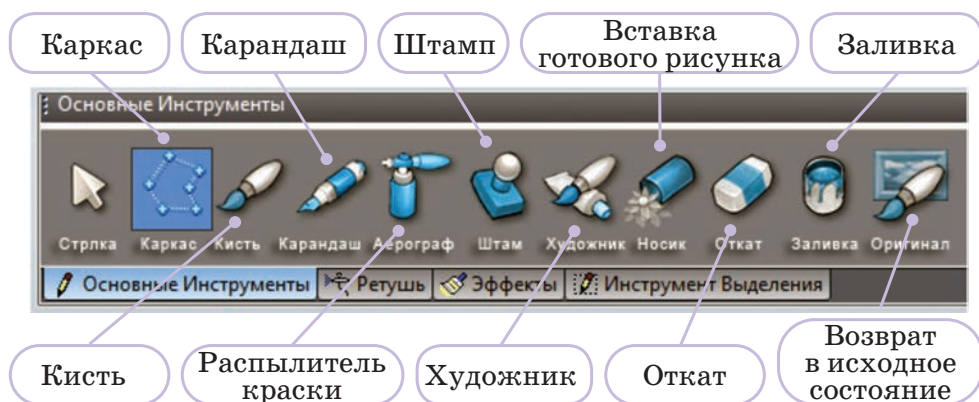 Каркас
Карандаш
Штамп
Вставка
готового рисунка
Заливка
Основные Инструменты
Стрлка Каркас Кисть Карандаш Аерограф Штам Художник Носик Откат Заливка Оригинал
Основные Инструменты Ретушь Эффекты Инструмент Выделения
Кисть
Распылитель
краски
Художник
Откат
Возврат
в исходное
состояние